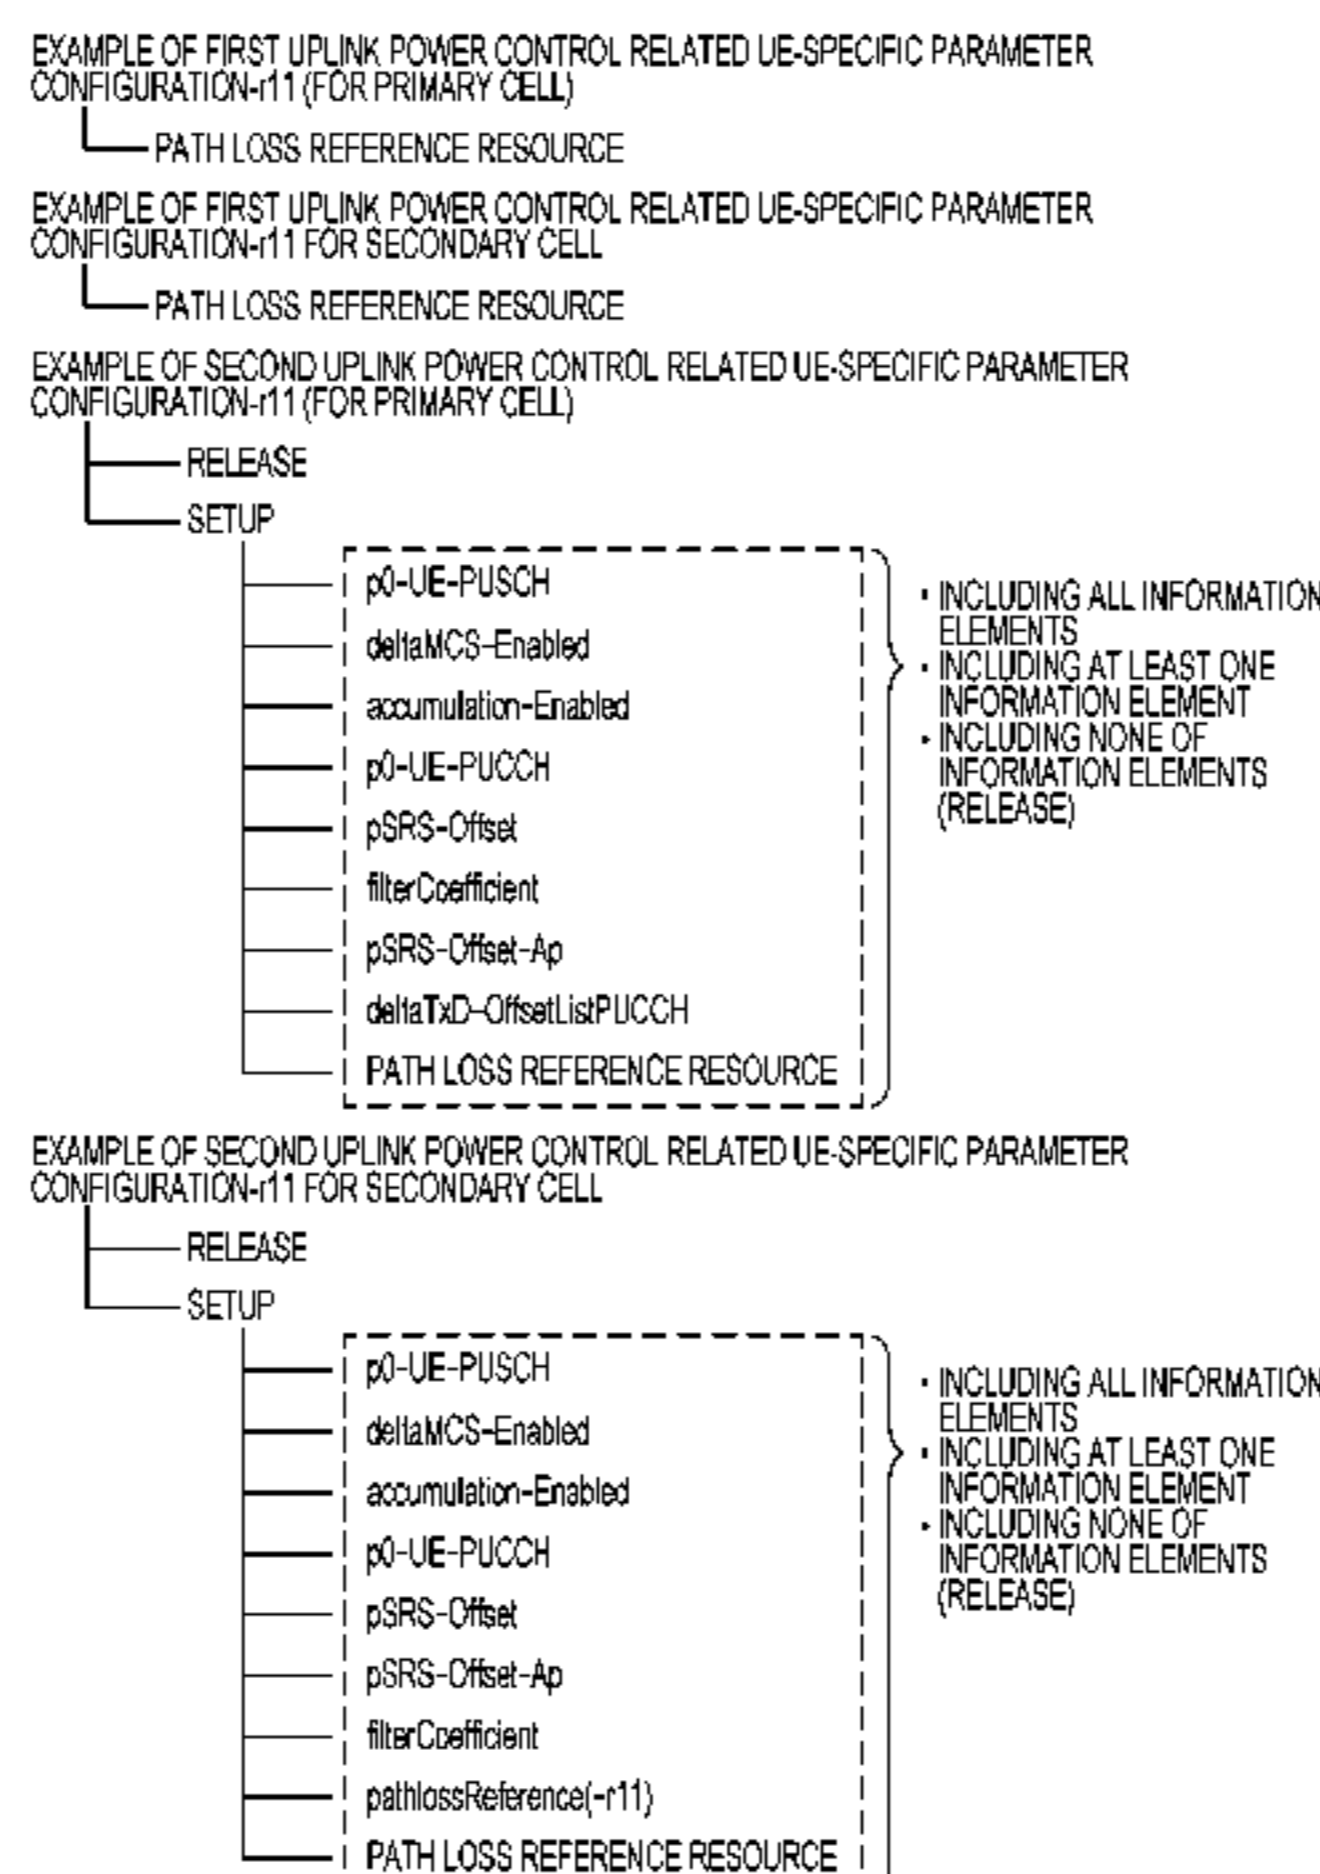 EXAMPLE OF FIRST UPLINK POWER CONTROL RELATED UE-SPECIFIC PARAMETER
CONFIGURATION-r11 (FOR PRIMARY CELL)
PATH LOSS REFERENCE RESOURCE
EXAMPLE OF FIRST UPLINK POWER CONTROL RELATED UE-SPECIFIC PARAMETER
CONFIGURATION-r11 FOR SECONDARY CELL
PATH LOSS REFERENCE RESOURCE
EXAMPLE OF SECOND UPLINK POWER CONTROL RELATED UE-SPECIFIC PARAMETER
CONFIGURATION-r11 (FOR PRIMARY CELL)
RELEASE
SETUP
p0-UE-PUSCH
deltaMCS-Enabled
accumulation-Enabled
p0-UE-PUCCH
pSRS-Offset
filterCoefficient
pSRS-Offset-Ap
deltaTxD-OffsetListPUCCH
PATH LOSS REFERENCE RESOURCE
• INCLUDING ALL INFORMATION
ELEMENTS
• INCLUDING AT LEAST ONE
INFORMATION ELEMENT
• INCLUDING NONE OF
INFORMATION ELEMENTS
(RELEASE)
EXAMPLE OF SECOND UPLINK POWER CONTROL RELATED UE-SPECIFIC PARAMETER
CONFIGURATION-r11 FOR SECONDARY CELL
RELEASE
SETUP
p0-UE-PUSCH
deltaMCS-Enabled
accumulation-Enabled
p0-UE-PUCCH
pSRS-Offset
pSRS-Offset-Ap
filterCoefficient
pathlossReference(-r11)
PATH LOSS REFERENCE RESOURCE
• INCLUDING ALL INFORMATION
ELEMENTS
• INCLUDING AT LEAST ONE
INFORMATION ELEMENT
• INCLUDING NONE OF
INFORMATION ELEMENTS
(RELEASE)